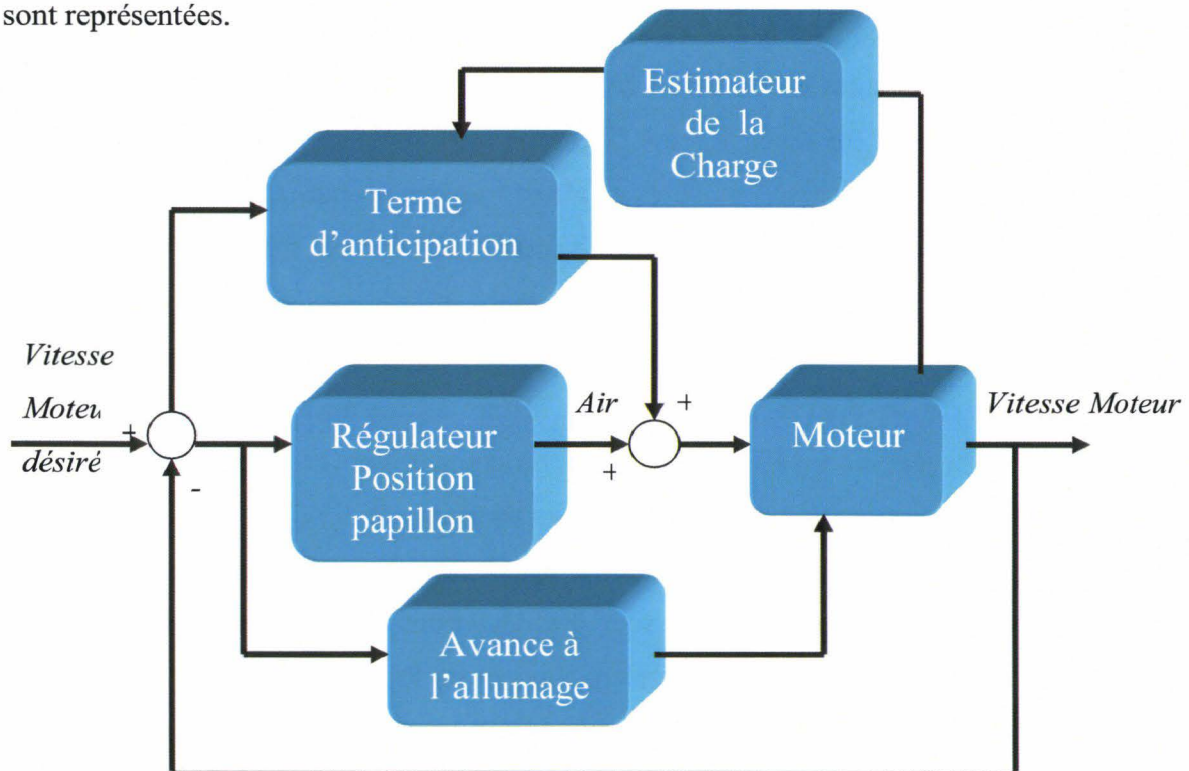 sont représentées.
Estimateur
de la
Charge
Terme
d'anticipation
Vitesse
Moteu
désiré
+
-
Régulateur
Position
papillon
Air
+
+
Moteur
Vitesse Moteur
Avance à
l'allumage